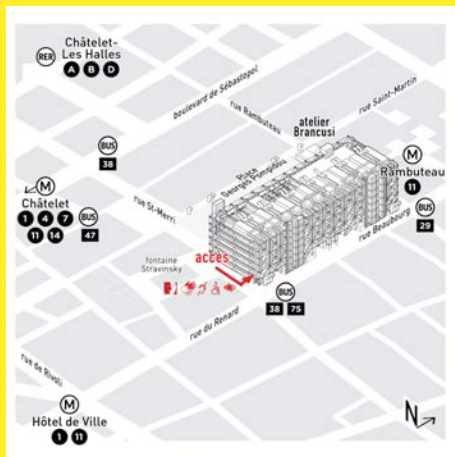 Châtelet-
Les Halles
RER
A B D
boulevard de Sébastopol
rue Rambuteau
rue Saint-Martin
atelier
Brancusi
BUS
38
Place
Georges Pompidou
M
Rambuteau
11
M
Châtelet
1 4 7
11 14
BUS
47
rue St-Merri
BUS
29
rue Beaubourg
fontaine
Stravinsky
accès
BUS
38 75
rue du Renard
rue de Rivoli
M
Hôtel de Ville
1 11
N